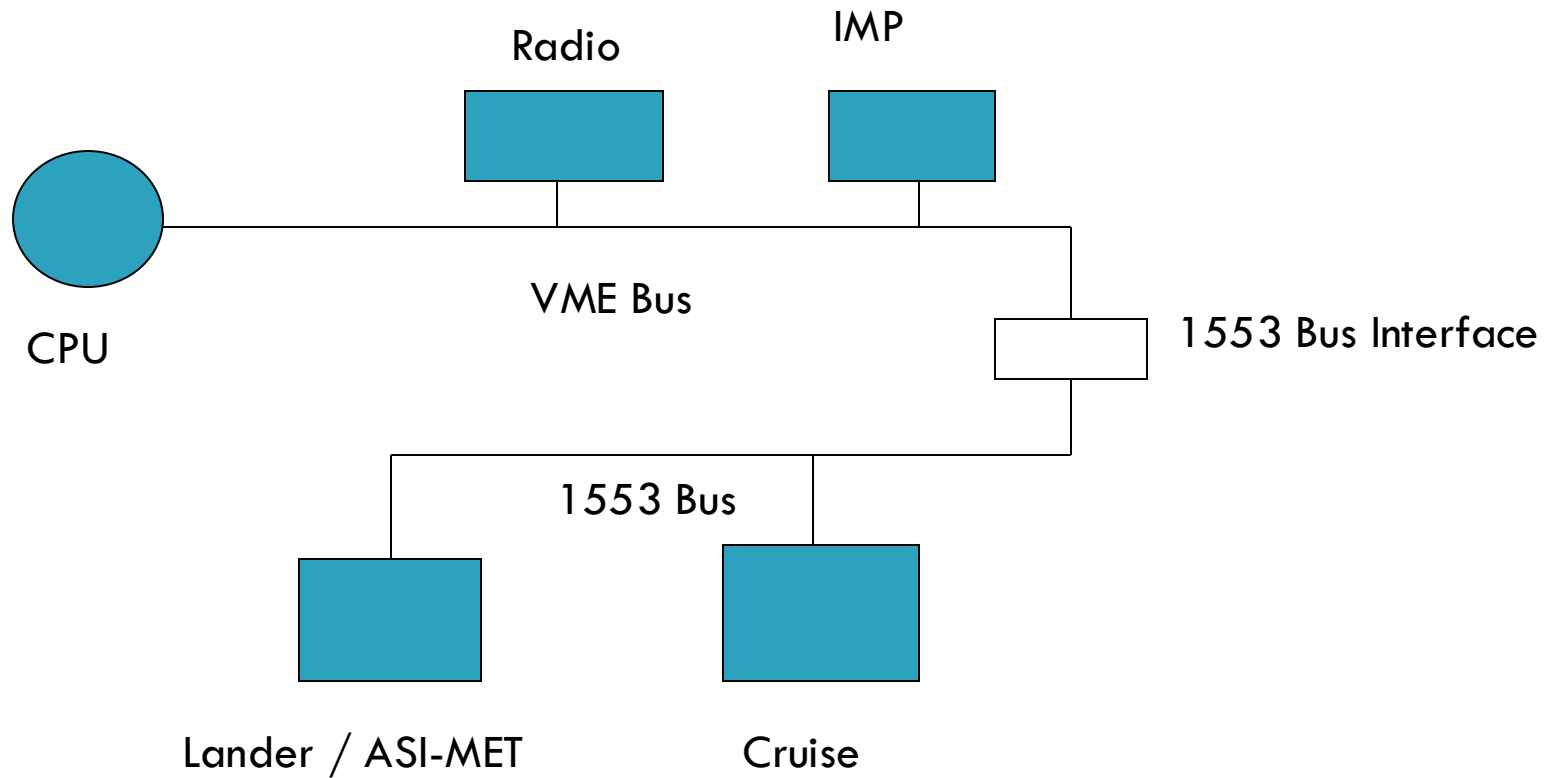 Radio
IMP
CPU
VME Bus
1553 Bus Interface
1553 Bus
Lander / ASI-MET
Cruise